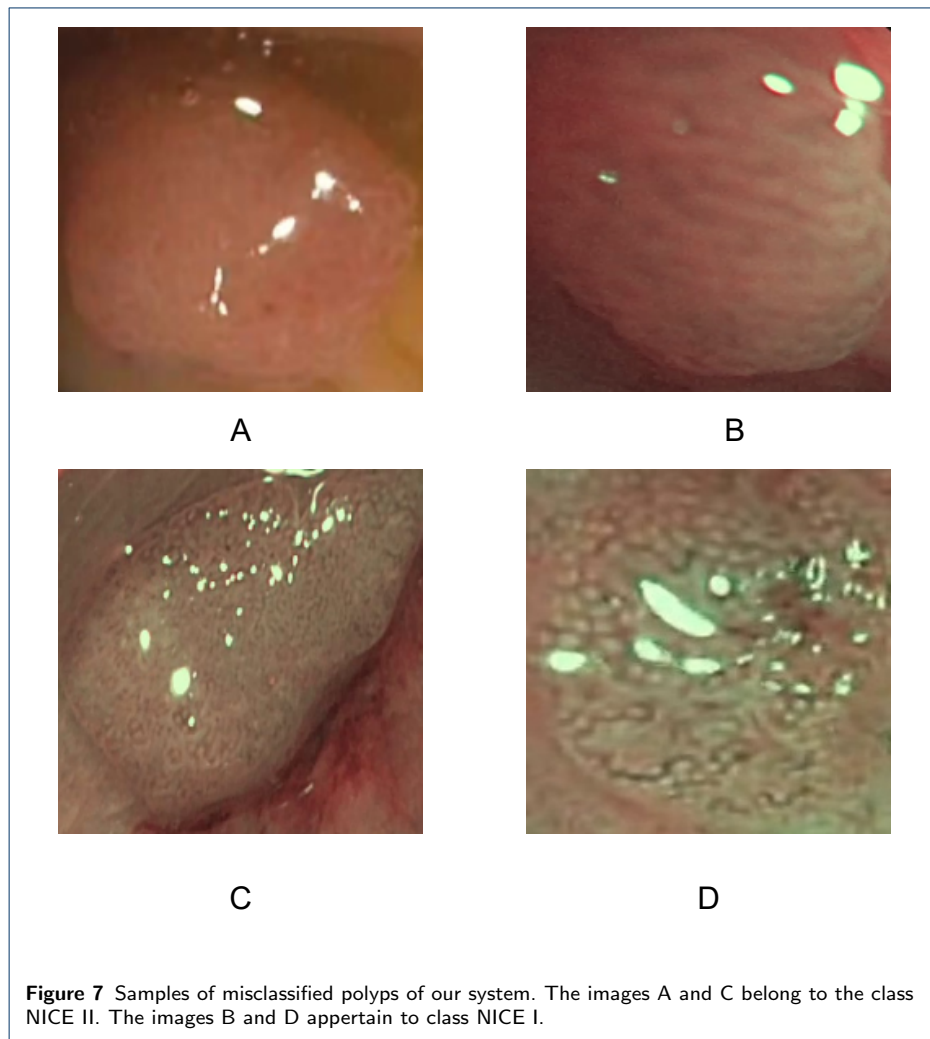 A
B
C
D
Figure 7 Samples of misclassified polyps of our system. The images A and C belong to the class
NICE II. The images B and D appertain to class NICE I.